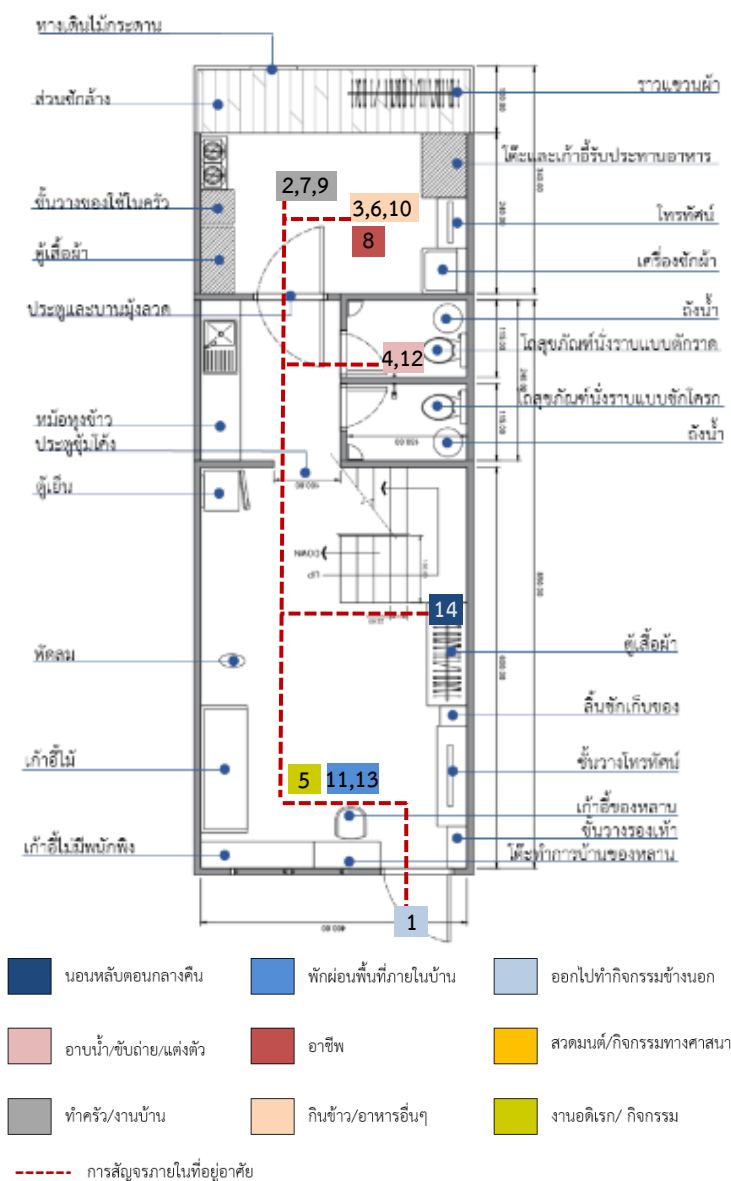 ทางเดินไม้กระดาน
ส่วนซักล้าง
ราวแขวนผ้า
โต๊ะและเก้าอี้รับประทานอาหาร
2,7,9
3,6,10
8
ชั้นวางของใช้ในครัว
โทรทัศน์
ตู้เสื้อผ้า
เครื่องซักผ้า
ประตูและบานมุ้งลวด
ถังน้ำ
โถสุขภัณฑ์นั่งราบแบบตักราด
4,12
โถสุขภัณฑ์นั่งราบแบบชักโครก
หม้อหุงข้าว
ถังน้ำ
ประตูซุ้มโค้ง
ตู้เย็น
DOWN
UP
14
ตู้เสื้อผ้า
พัดลม
ลิ้นชักเก็บของ
เก้าอี้ไม้
ชั้นวางโทรทัศน์
5
11,13
เก้าอี้ของหลาน
ชั้นวางรองเท้า
เก้าอี้ไม่มีพนักพิง
โต๊ะทำการบ้านของหลาน
1
นอนหลับตอนกลางคืน
พักผ่อนพื้นที่ภายในบ้าน
ออกไปทำกิจกรรมข้างนอก
อาบน้ำ/ขับถ่าย/แต่งตัว
อาชีพ
สวดมนต์/กิจกรรมทางศาสนา
ทำครัว/งานบ้าน
กินข้าว/อาหารอื่นๆ
งานอดิเรก/ กิจกรรม
การสัญจรภายในที่อยู่อาศัย